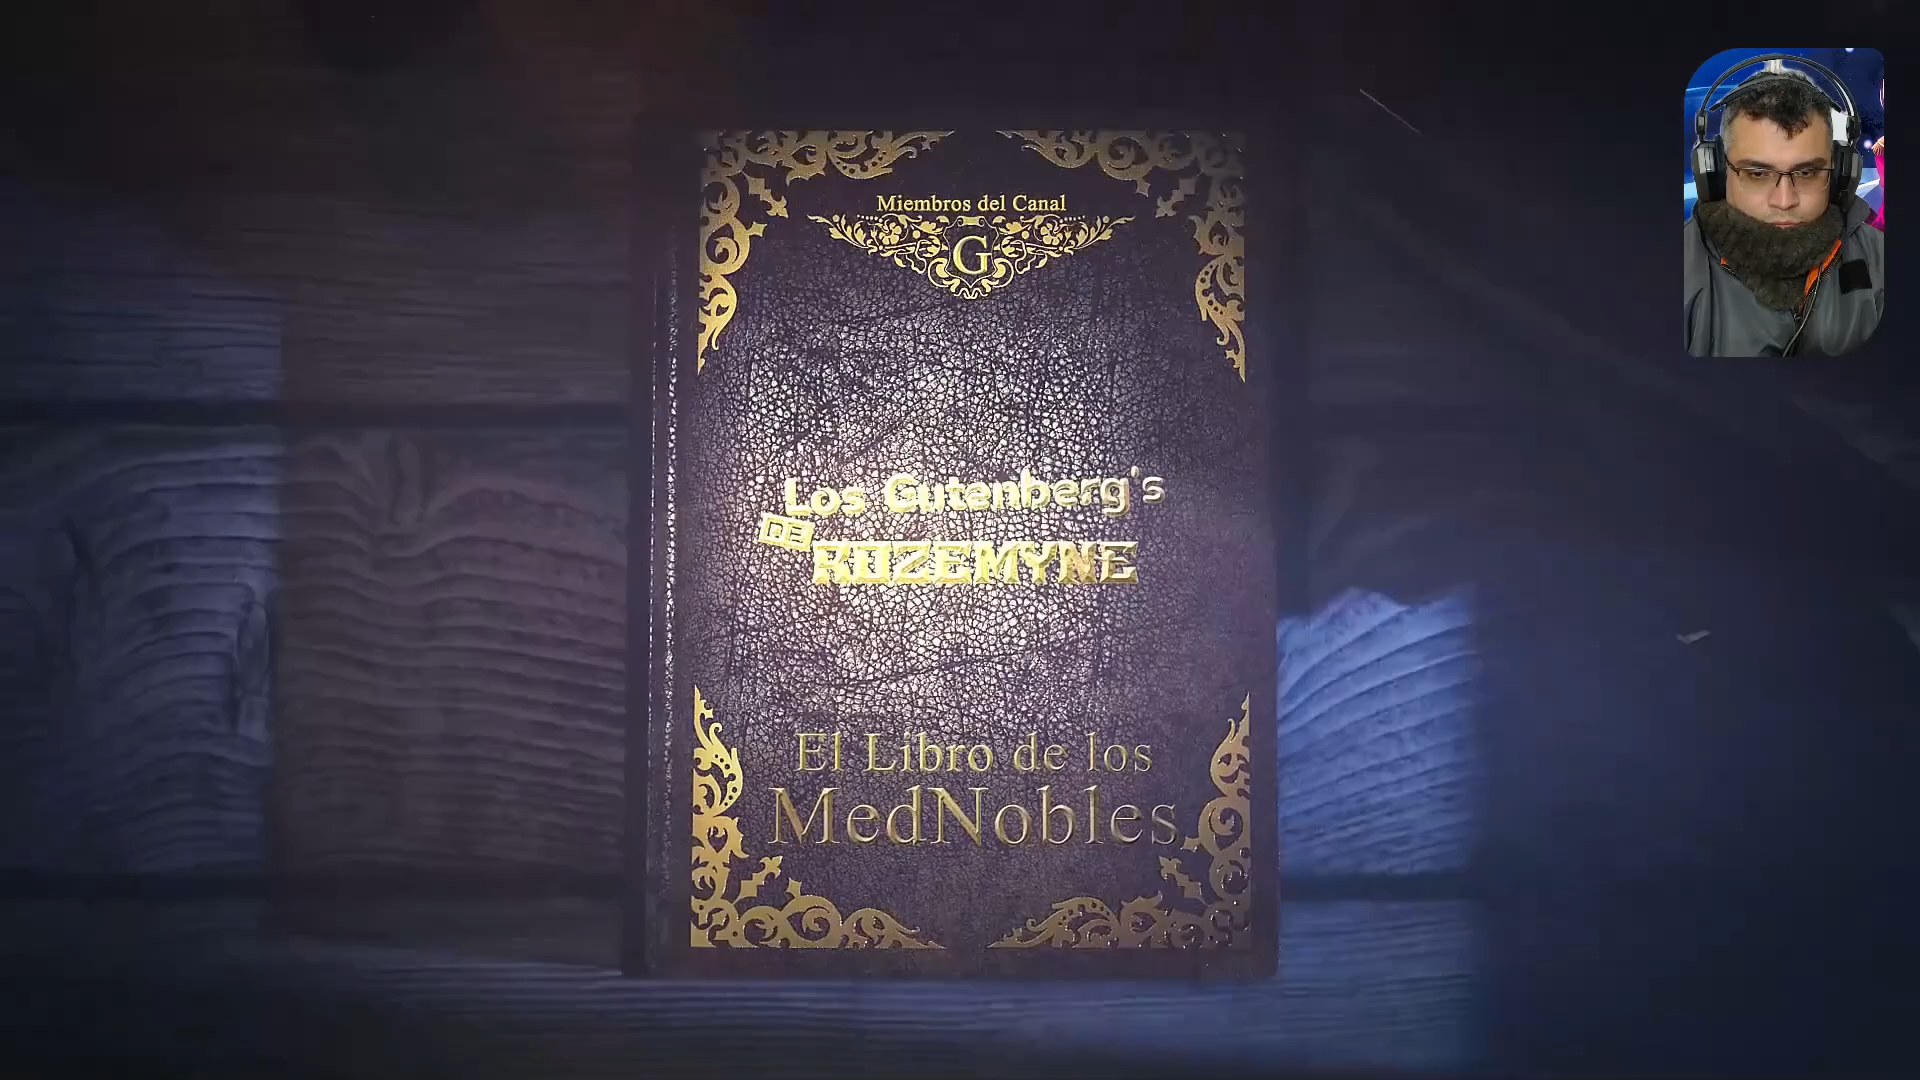 Miembros del Canal
G
Los Gutenberg's
DE
ROZEMYNE
El Libro de los
MedNobles